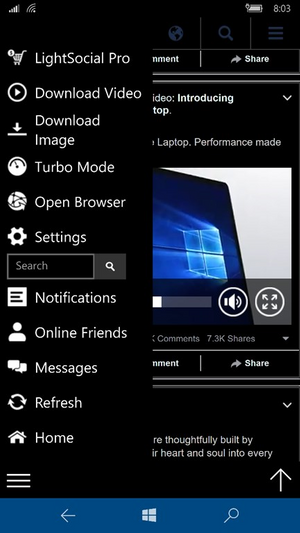 8:03
LightSocial Pro
Download Video
Download
Image
Turbo Mode
Open Browser
Settings
Search
Notifications
Online Friends
Messages
Refresh
Home
mment Share
video: Introducing
ptop.
e Laptop. Performance made
Comments 7.3K Shares
mment Share
re thoughtfully built by
ir heart and soul into every